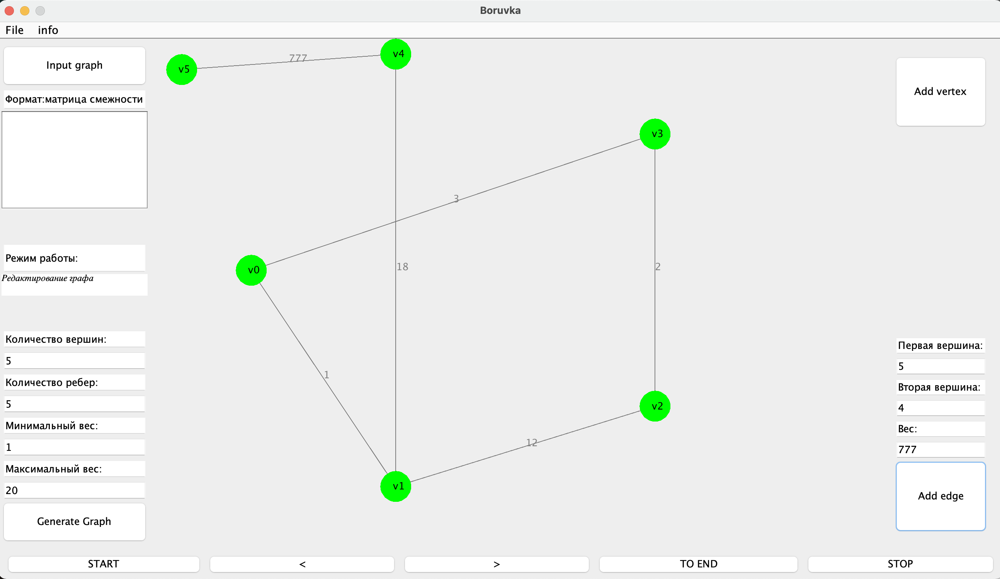 Boruvka
File info
Input graph
Формат:матрица смежности
Режим работы:
Редактирование графа
Количество вершин:
5
Количество ребер:
5
Минимальный вес:
1
Максимальный вес:
20
Generate Graph
v5
777
v4
v3
3
v0
18
2
1
v2
12
v1
Add vertex
Первая вершина:
5
Вторая вершина:
4
Вес:
777
Add edge
START
<
>
TO END
STOP